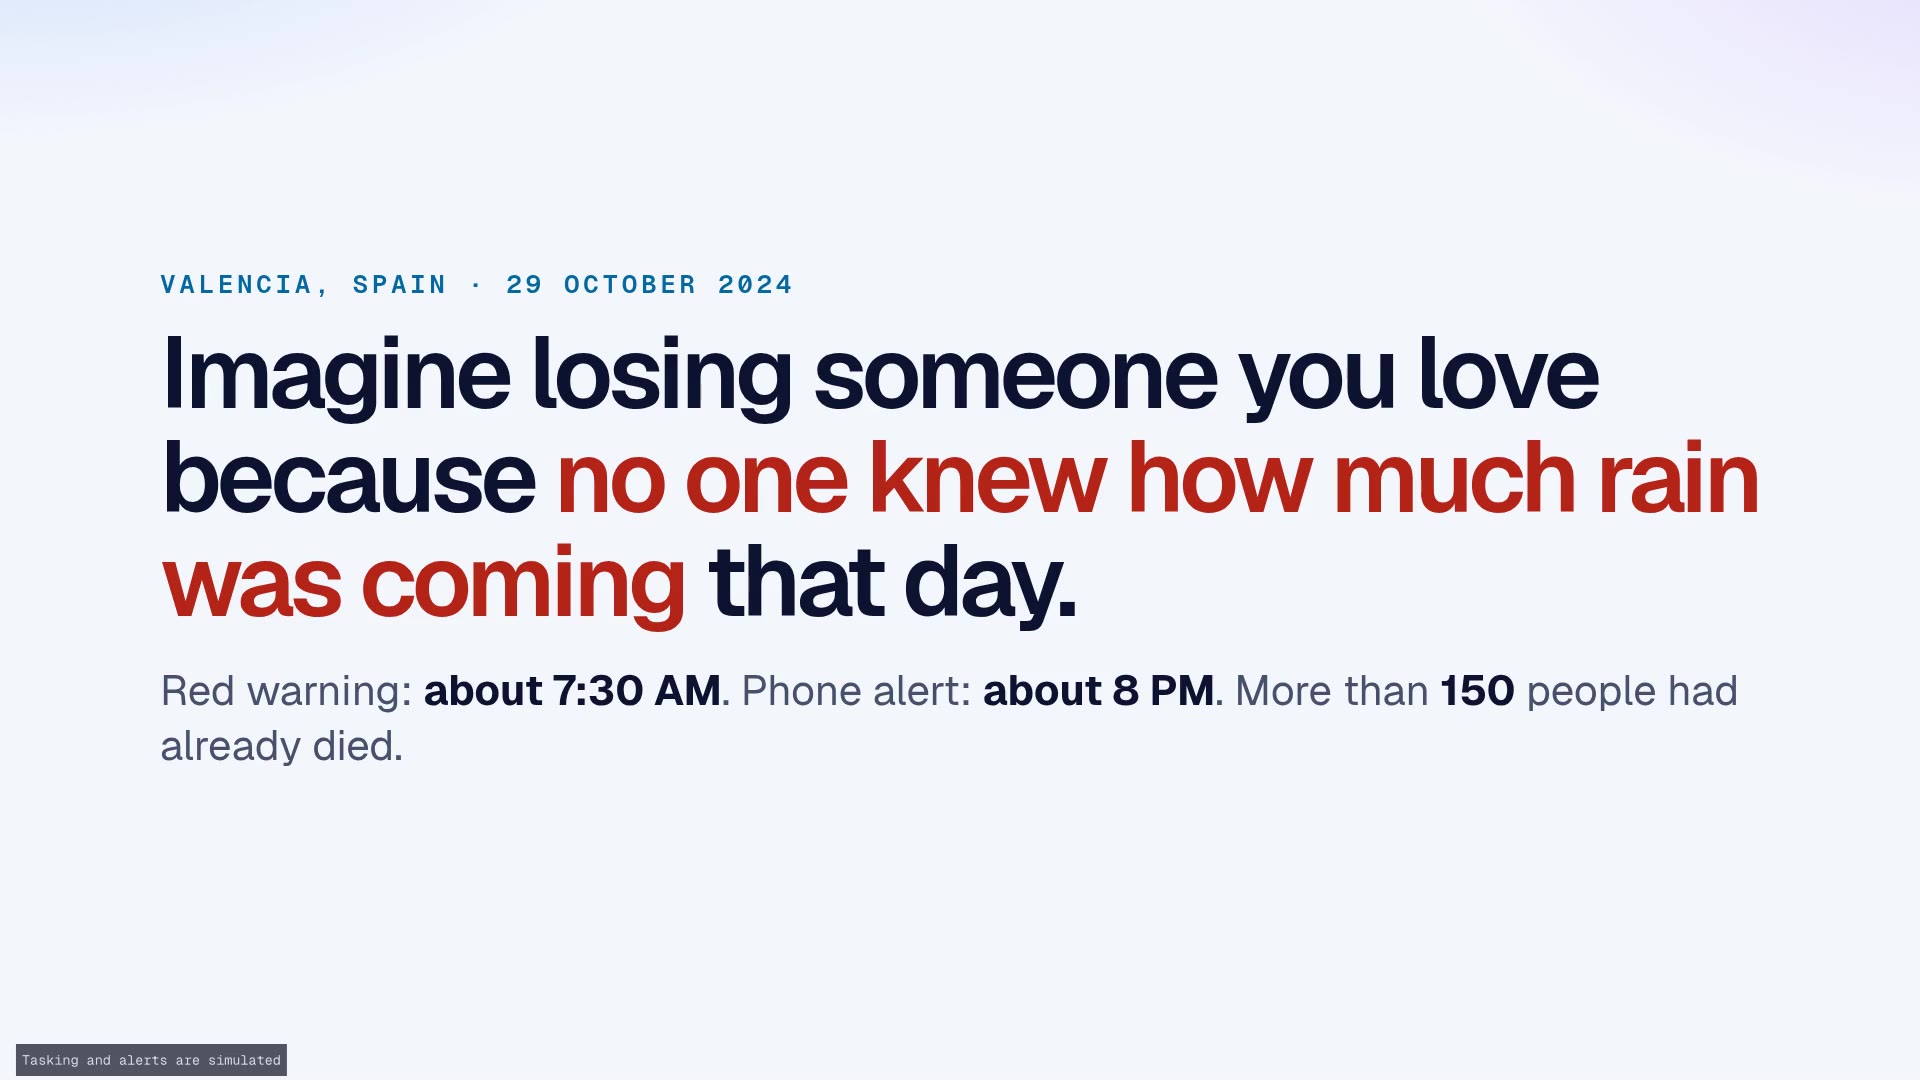 VALENCIA, SPAIN · 29 OCTOBER 2024
Imagine losing someone you love
because no one knew how much rain
was coming that day.
Red warning: about 7:30 AM. Phone alert: about 8 PM. More than 150 people had
already died.
Tasking and alerts are simulated